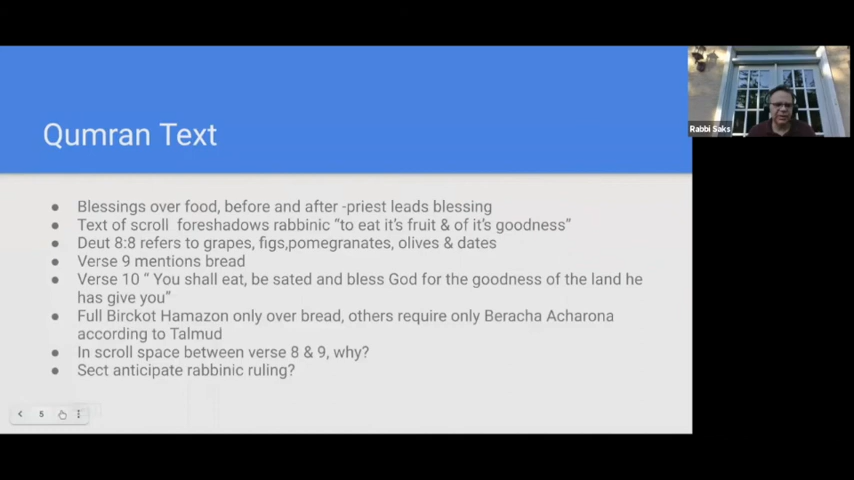 Qumran Text
Rabbi Saks
Blessings over food, before and after -priest leads blessing
Text of scroll foreshadows rabbinic “to eat it’s fruit & of it’s goodness”
Deut 8:8 refers to grapes, figs,pomegranates, olives & dates
Verse 9 mentions bread
Verse 10 “ You shall eat, be sated and bless God for the goodness of the land he
has give you”
Full Birckot Hamazon only over bread, others require only Beracha Acharona
according to Talmud
In scroll space between verse 8 & 9, why?
Sect anticipate rabbinic ruling?
5